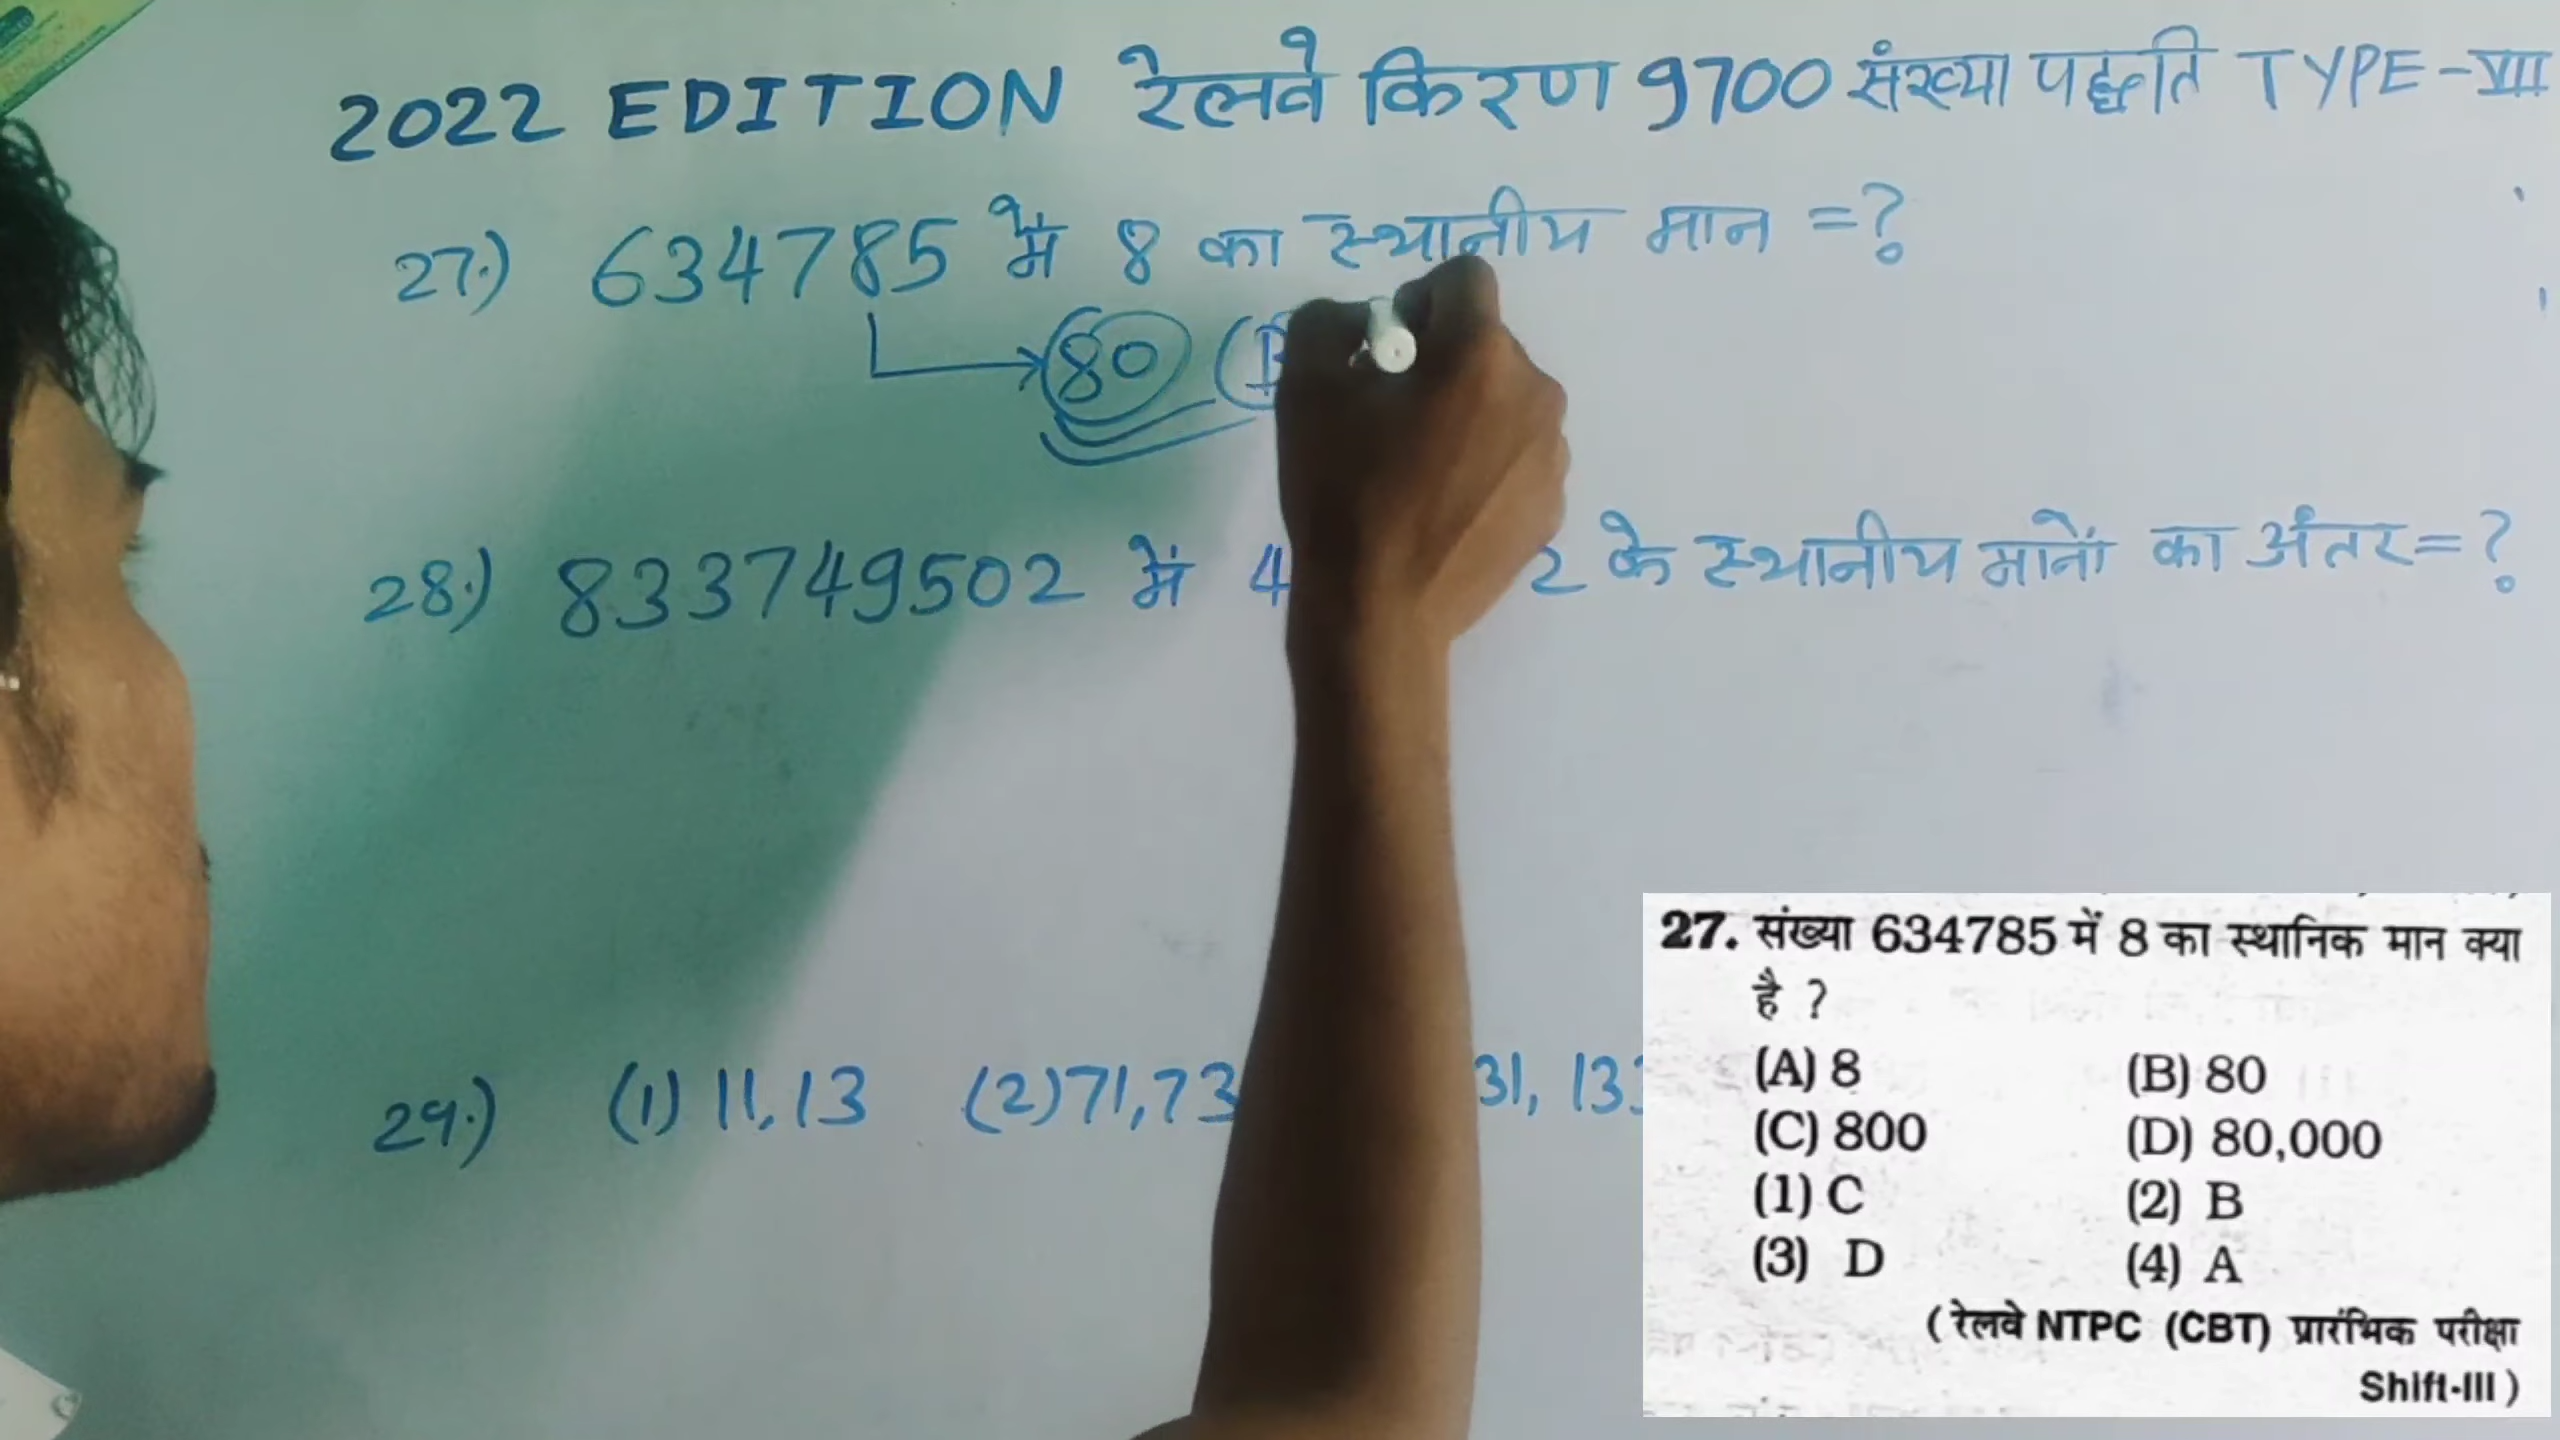 2022 EDITION रेलवे किरण 9700 संख्या पद्धति TYPE-VII
27.) 634785 में 8 का स्थानीय मान =?
80 (B
28.) 833749502 में 4 2 के स्थानीय मानों का अंतर=?
29.) (1) 11,13 (2)71,73 31, 133
27. संख्या 634785 में 8 का स्थानिक मान क्या
है ?
(A) 8 (B) 80
(C) 800 (D) 80,000
(1) C (2) B
(3) D (4) A
( रेलवे NTPC (CBT) प्रारंभिक परीक्षा
Shift-III )